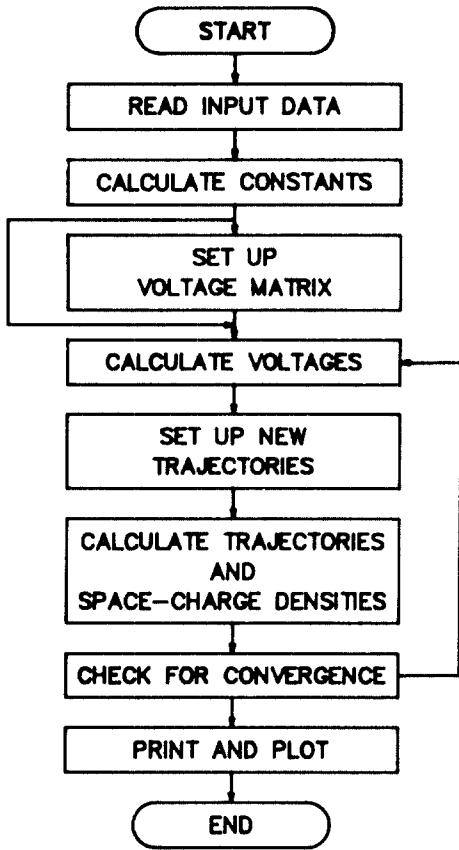 START
READ INPUT DATA
CALCULATE CONSTANTS
SET UP
VOLTAGE MATRIX
CALCULATE VOLTAGES
SET UP NEW
TRAJECTORIES
CALCULATE TRAJECTORIES
AND
SPACE-CHARGE DENSITIES
CHECK FOR CONVERGENCE
PRINT AND PLOT
END